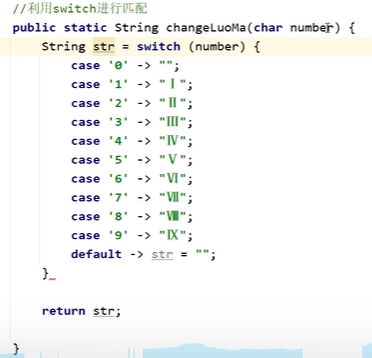 //利用switch进行匹配
public static String changeLuoMa(char number) {
String str = switch (number) {
case '0' -> "";
case '1' -> "Ⅰ";
case '2' -> "Ⅱ";
case '3' -> "Ⅲ";
case '4' -> "Ⅳ";
case '5' -> "Ⅴ";
case '6' -> "Ⅵ";
case '7' -> "Ⅶ";
case '8' -> "Ⅷ";
case '9' -> "Ⅸ";
default -> str = "";
}
return str;
}